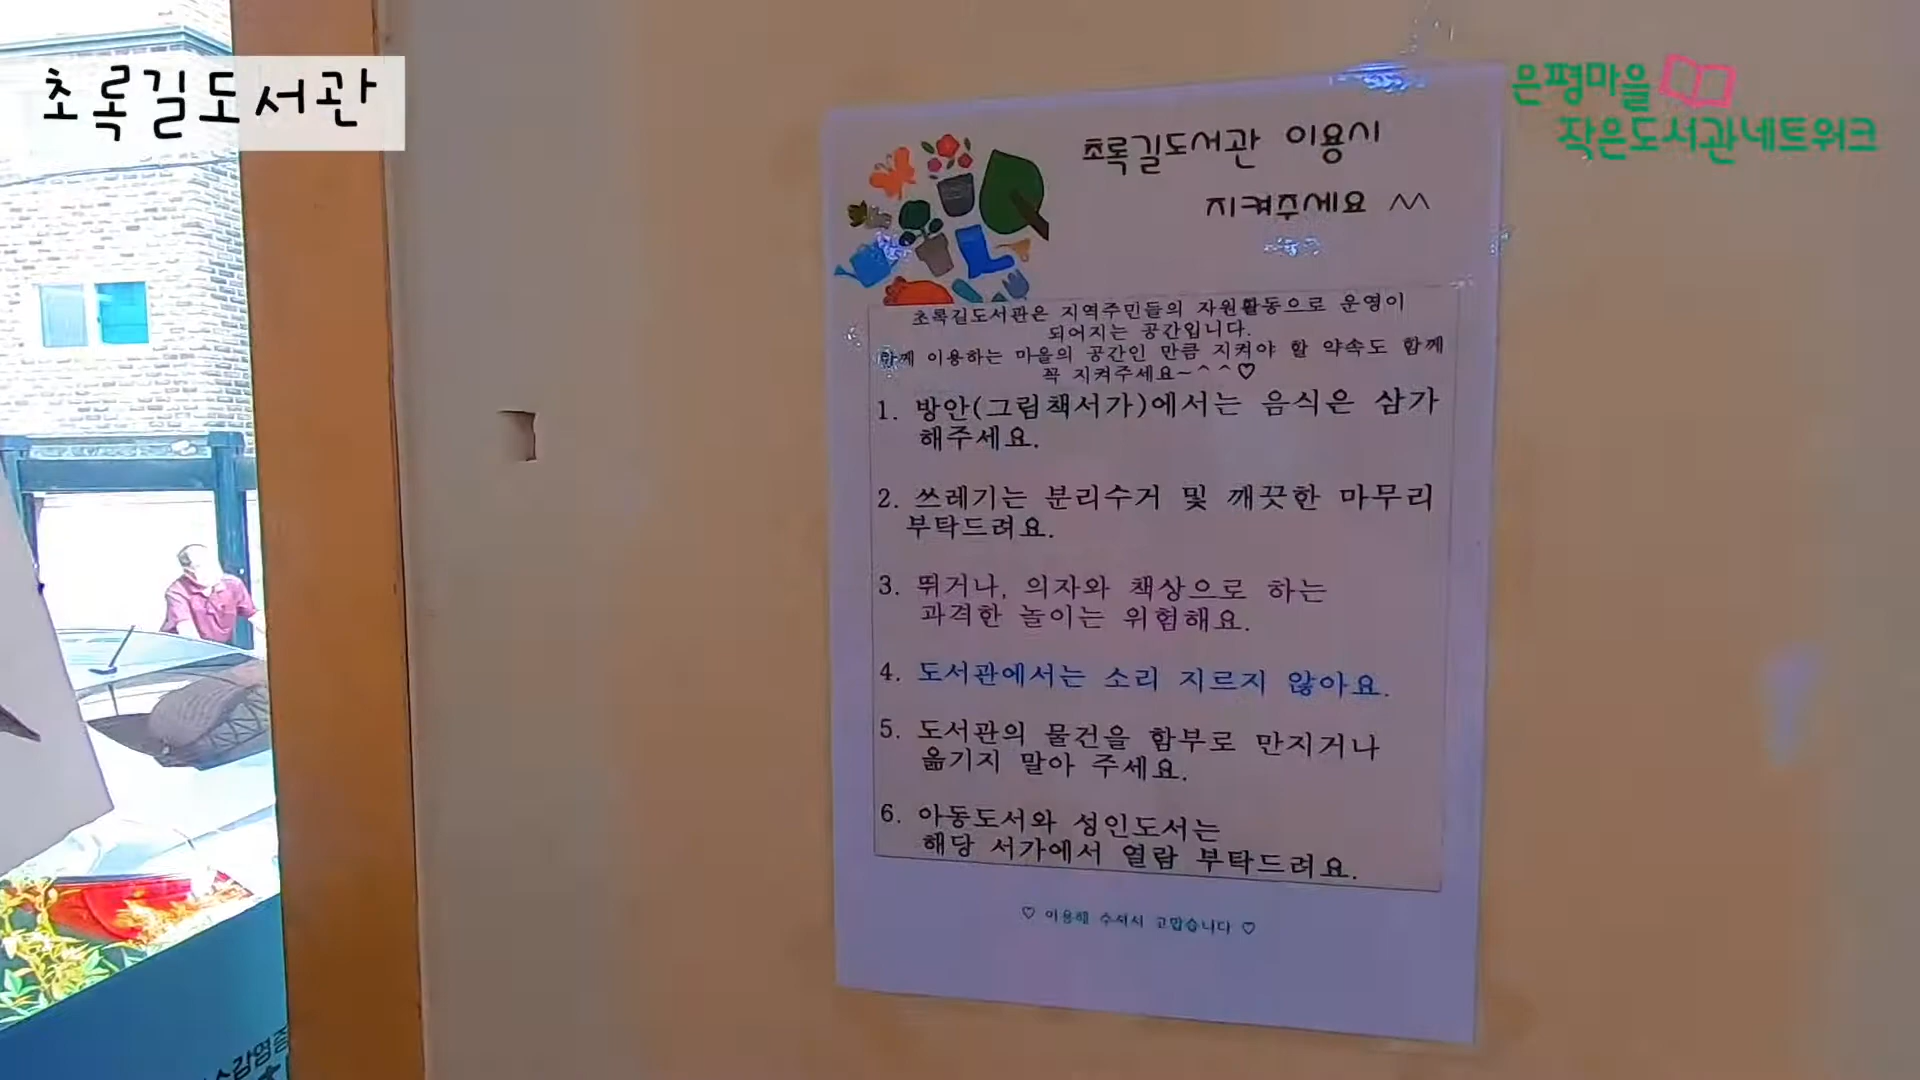 초록길도서관
은평마을
작은도서관네트워크
초록길도서관 이용시
지켜주세요 ^^
초록길도서관은 지역주민들의 자원활동으로 운영이
되어지는 공간입니다.
함께 이용하는 마을의 공간인 만큼 지켜야 할 약속도 함께
꼭 지켜주세요~^^♡
1. 방안(그림책서가)에서는 음식은 삼가
해주세요.
2. 쓰레기는 분리수거 및 깨끗한 마무리
부탁드려요.
3. 뛰거나, 의자와 책상으로 하는
과격한 놀이는 위험해요.
4. 도서관에서는 소리 지르지 않아요.
5. 도서관의 물건을 함부로 만지거나
옮기지 말아 주세요.
6. 아동도서와 성인도서는
해당 서가에서 열람 부탁드려요.
♡ 이용해 주셔서 고맙습니다 ♡